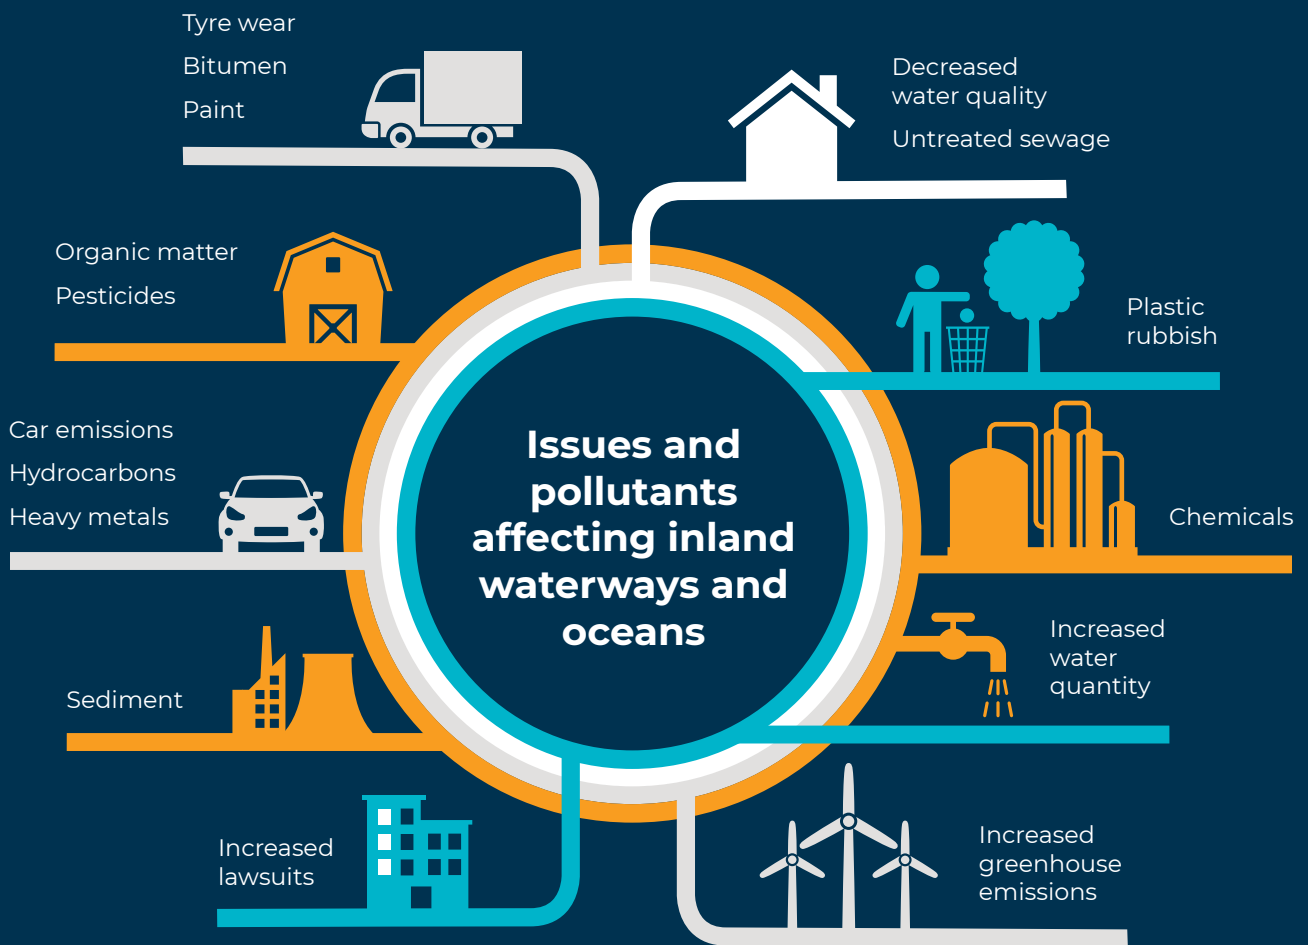 Tyre wear
Bitumen
Paint
Decreased
water quality
Untreated sewage
Organic matter
Pesticides
Plastic
rubbish
Car emissions
Hydrocarbons
Heavy metals
Issues and
pollutants
affecting inland
waterways and
oceans
Chemicals
Increased
water
quantity
Sediment
Increased
lawsuits
Increased
greenhouse
emissions